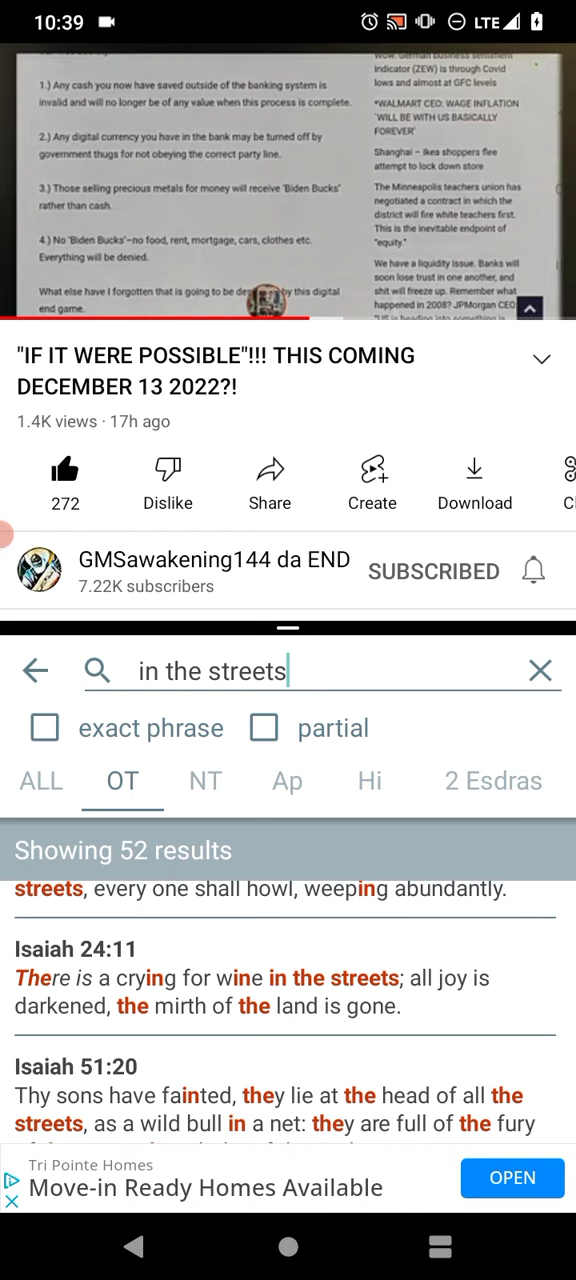 10:39
LTE
1.) Any cash you now have saved outside of the banking system is
invalid and will no longer be of any value when this process is complete.
2.) Any digital currency you have in the bank may be turned off by
government thugs for not obeying the correct party line.
3.) Those selling precious metals for money will receive 'Biden Bucks'
rather than cash.
4.) No 'Biden Bucks'–no food, rent, mortgage, cars, clothes etc.
Everything will be denied.
What else have I forgotten that is going to be by this digital
end game.
Wow. German business sentiment
Indicator (ZEW) is through Covid
lows and almost at GFC levels
*WALMART CEO: WAGE INFLATION
'WILL BE WITH US BASICALLY
FOREVER'
Shanghai – Ikea shoppers flee
attempt to lock down store
The Minneapolis teachers union has
negotiated a contract in which the
district will fire white teachers first.
This is the inevitable endpoint of
"equity."
We have a liquidity issue. Banks will
soon lose trust in one another, and
shit will freeze up. Remember what
happened in 2008? JPMorgan CEO:
"US is heading into something is
"IF IT WERE POSSIBLE"!!! THIS COMING
DECEMBER 13 2022?!
1.4K views · 17h ago
272
Dislike
Share
Create
Download
Cl
GMSawakening144 da END
7.22K subscribers
SUBSCRIBED
in the streets
exact phrase
partial
ALL OT NT Ap Hi 2 Esdras
Showing 52 results
streets, every one shall howl, weeping abundantly.
Isaiah 24:11
There is a crying for wine in the streets; all joy is
darkened, the mirth of the land is gone.
Isaiah 51:20
Thy sons have fainted, they lie at the head of all the
streets, as a wild bull in a net: they are full of the fury
Tri Pointe Homes
Move-in Ready Homes Available
OPEN